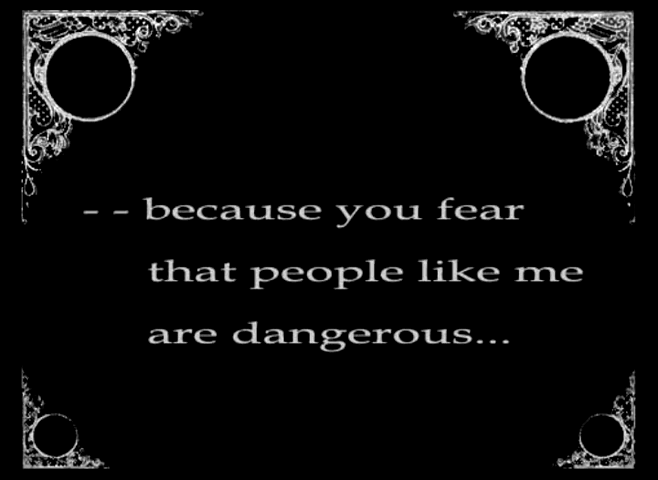 - - because you fear
that people like me
are dangerous...